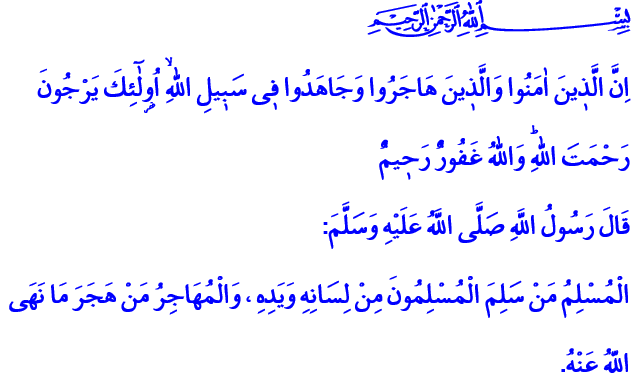 بِسْمِ اللّٰهِ الرَّحْمٰنِ الرَّحِيمِ
اِنَّ الَّذٖينَ اٰمَنُوا وَالَّذٖينَ هَاجَرُوا وَجَاهَدُوا فٖى سَبٖيلِ اللّٰهِۙ اُو۬لٰٓئِكَ يَرْجُونَ
رَحْمَتَ اللّٰهِؕ وَاللّٰهُ غَفُورٌ رَحٖيمٌ
قَالَ رَسُولُ اللَّهِ صَلَّى اللَّهُ عَلَيْهِ وَسَلَّمَ:
الْمُسْلِمُ مَنْ سَلِمَ الْمُسْلِمُونَ مِنْ لِسَانِهِ وَيَدِهِ ، وَالْمُهَاجِرُ مَنْ هَجَرَ مَا نَهَى
اللَّهُ عَنْهُ.